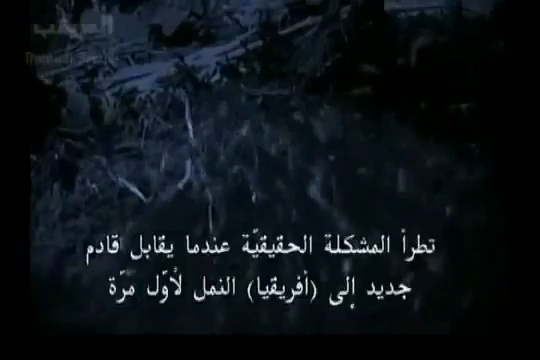 تطرأ المشكلة الحقيقيّة عندما يقابل قادم
جديد إلى (أفريقيا) النمل لأوّل مرّة